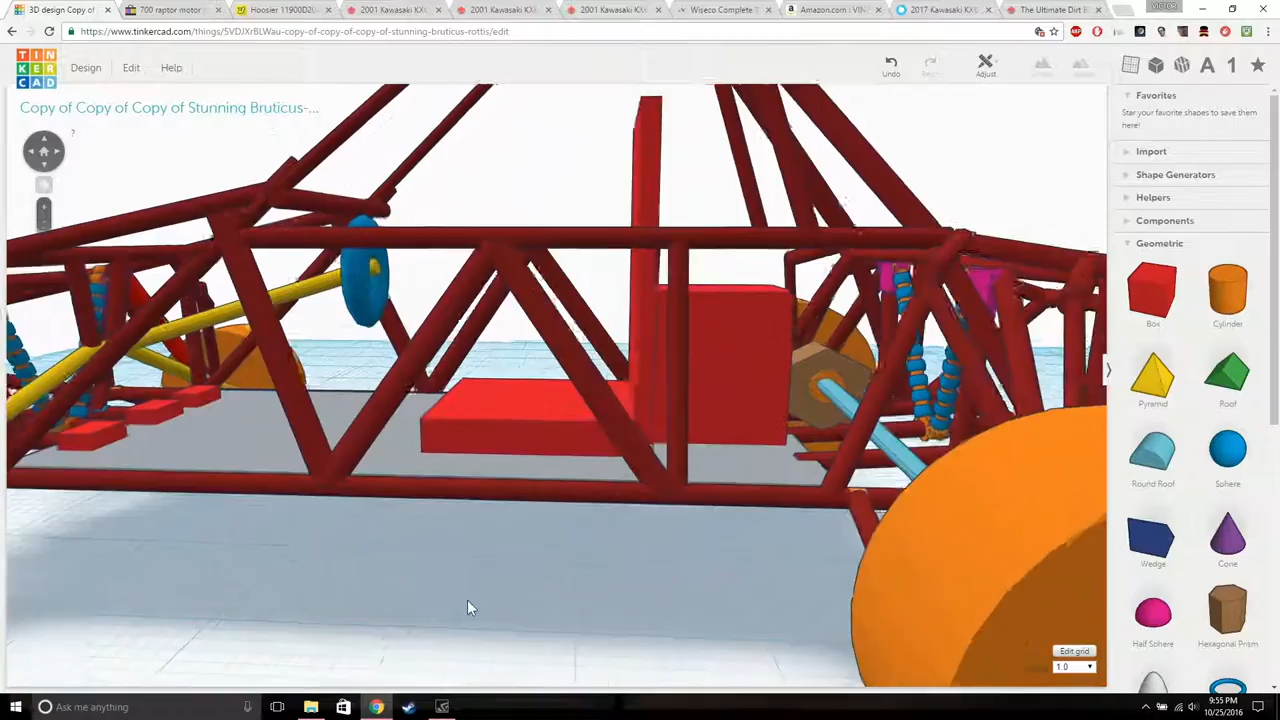 3D design Copy of
700 raptor motor
Hoosier 11900D20
2001 Kawasaki KX
2001 Kawasaki KX
2001 Kawasaki KX
Wiseco Complete T
Amazon.com : VIN
2017 Kawasaki KX
The Ultimate Dirt B
VICTOR
https://www.tinkercad.com/things/5VDJXrBLWau-copy-of-copy-of-copy-of-stunning-bruticus-rottis/edit
TIN
KER
CAD
Design
Edit
Help
Undo
Adjust
Copy of Copy of Copy of Stunning Bruticus-...
?
Favorites
Star your favorite shapes to save them
here!
Import
Shape Generators
Helpers
Components
Geometric
Box
Cylinder
Pyramid
Roof
Round Roof
Sphere
Wedge
Cone
Half Sphere
Hexagonal Prism
Edit grid
1.0
Ask me anything
9:55 PM
10/25/2016